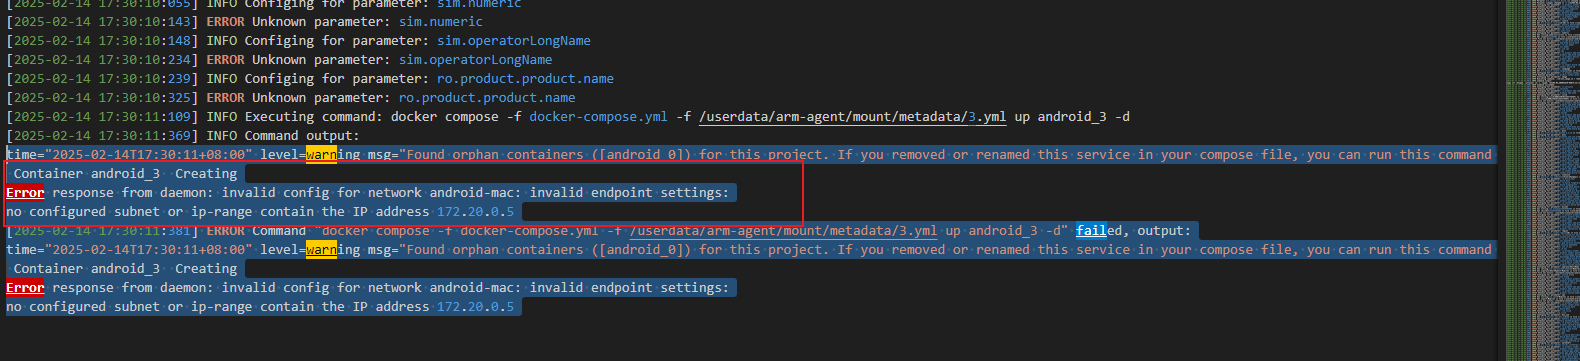 [2025-02-14 17:30:10:055] INFO Configing for parameter: sim.numeric
[2025-02-14 17:30:10:143] ERROR Unknown parameter: sim.numeric
[2025-02-14 17:30:10:148] INFO Configing for parameter: sim.operatorLongName
[2025-02-14 17:30:10:234] ERROR Unknown parameter: sim.operatorLongName
[2025-02-14 17:30:10:239] INFO Configing for parameter: ro.product.product.name
[2025-02-14 17:30:10:325] ERROR Unknown parameter: ro.product.product.name
[2025-02-14 17:30:11:109] INFO Executing command: docker compose -f docker-compose.yml -f /userdata/arm-agent/mount/metadata/3.yml up android_3 -d
[2025-02-14 17:30:11:369] INFO Command output:
time="2025-02-14T17:30:11+08:00" level=warning msg="Found orphan containers ([android_0]) for this project. If you removed or renamed this service in your compose file, you can run this command
Container android_3  Creating
Error response from daemon: invalid config for network android-mac: invalid endpoint settings:
no configured subnet or ip-range contain the IP address 172.20.0.5
[2025-02-14 17:30:11:381] ERROR Command "docker compose -f docker-compose.yml -f /userdata/arm-agent/mount/metadata/3.yml up android_3 -d" failed, output:
time="2025-02-14T17:30:11+08:00" level=warning msg="Found orphan containers ([android_0]) for this project. If you removed or renamed this service in your compose file, you can run this command
Container android_3  Creating
Error response from daemon: invalid config for network android-mac: invalid endpoint settings:
no configured subnet or ip-range contain the IP address 172.20.0.5